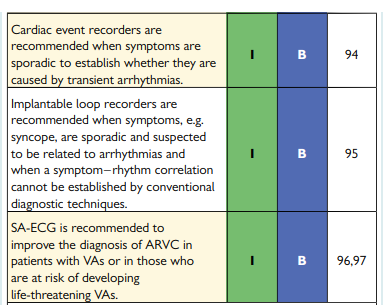 Cardiac event recorders are
recommended when symptoms are
sporadic to establish whether they are
caused by transient arrhythmias.
I
B
94
Implantable loop recorders are
recommended when symptoms, e.g.
syncope, are sporadic and suspected
to be related to arrhythmias and
when a symptom–rhythm correlation
cannot be established by conventional
diagnostic techniques.
I
B
95
SA-ECG is recommended to
improve the diagnosis of ARVC in
patients with VAs or in those who
are at risk of developing
life-threatening VAs.
I
B
96,97